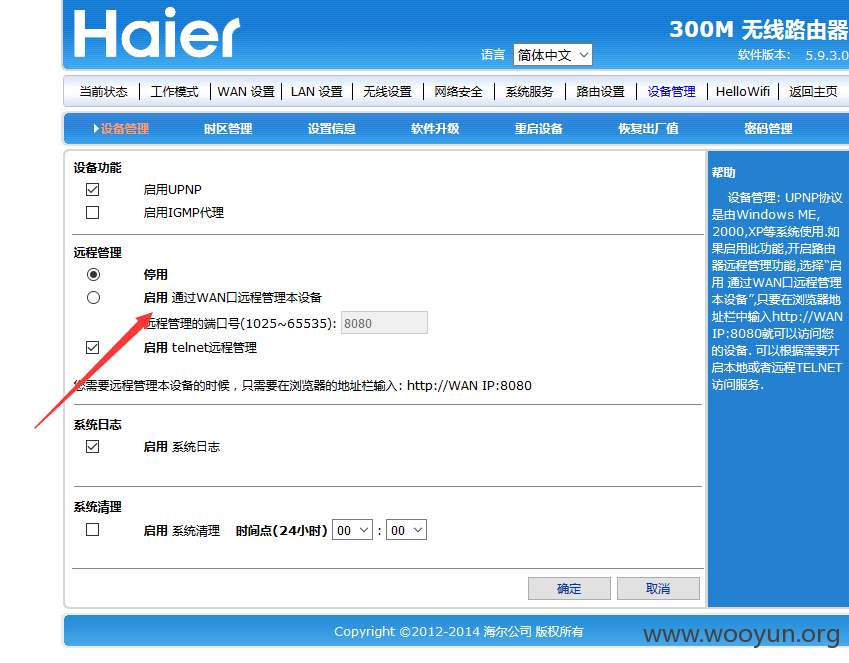 Haier
300M 无线路由器
语言 简体中文 软件版本: 5.9.3.0
当前状态 工作模式 WAN 设置 LAN 设置 无线设置 网络安全 系统服务 路由设置 设备管理 HelloWifi 返回主页
设备管理 时区管理 设置信息 软件升级 重启设备 恢复出厂值 密码管理
设备功能
启用UPNP
启用IGMP代理
远程管理
停用
启用 通过WAN口远程管理本设备
远程管理的端口号(1025~65535): 8080
启用 telnet远程管理
您需要远程管理本设备的时候，只需要在浏览器的地址栏输入: http://WAN IP:8080
系统日志
启用 系统日志
系统清理
启用 系统清理 时间点(24小时) 00 : 00
确定 取消
帮助
设备管理: UPNP协议
是由Windows ME,
2000,XP等系统使用.如
果启用此功能,开启路由
器远程管理功能,选择"启
用 通过WAN口远程管理
本设备",只要在浏览器地
址栏中输入http://WAN
IP:8080就可以访问您
的设备. 可以根据需要开
启本地或者远程TELNET
访问服务.
Copyright ©2012-2014 海尔公司 版权所有
www.wooyun.org